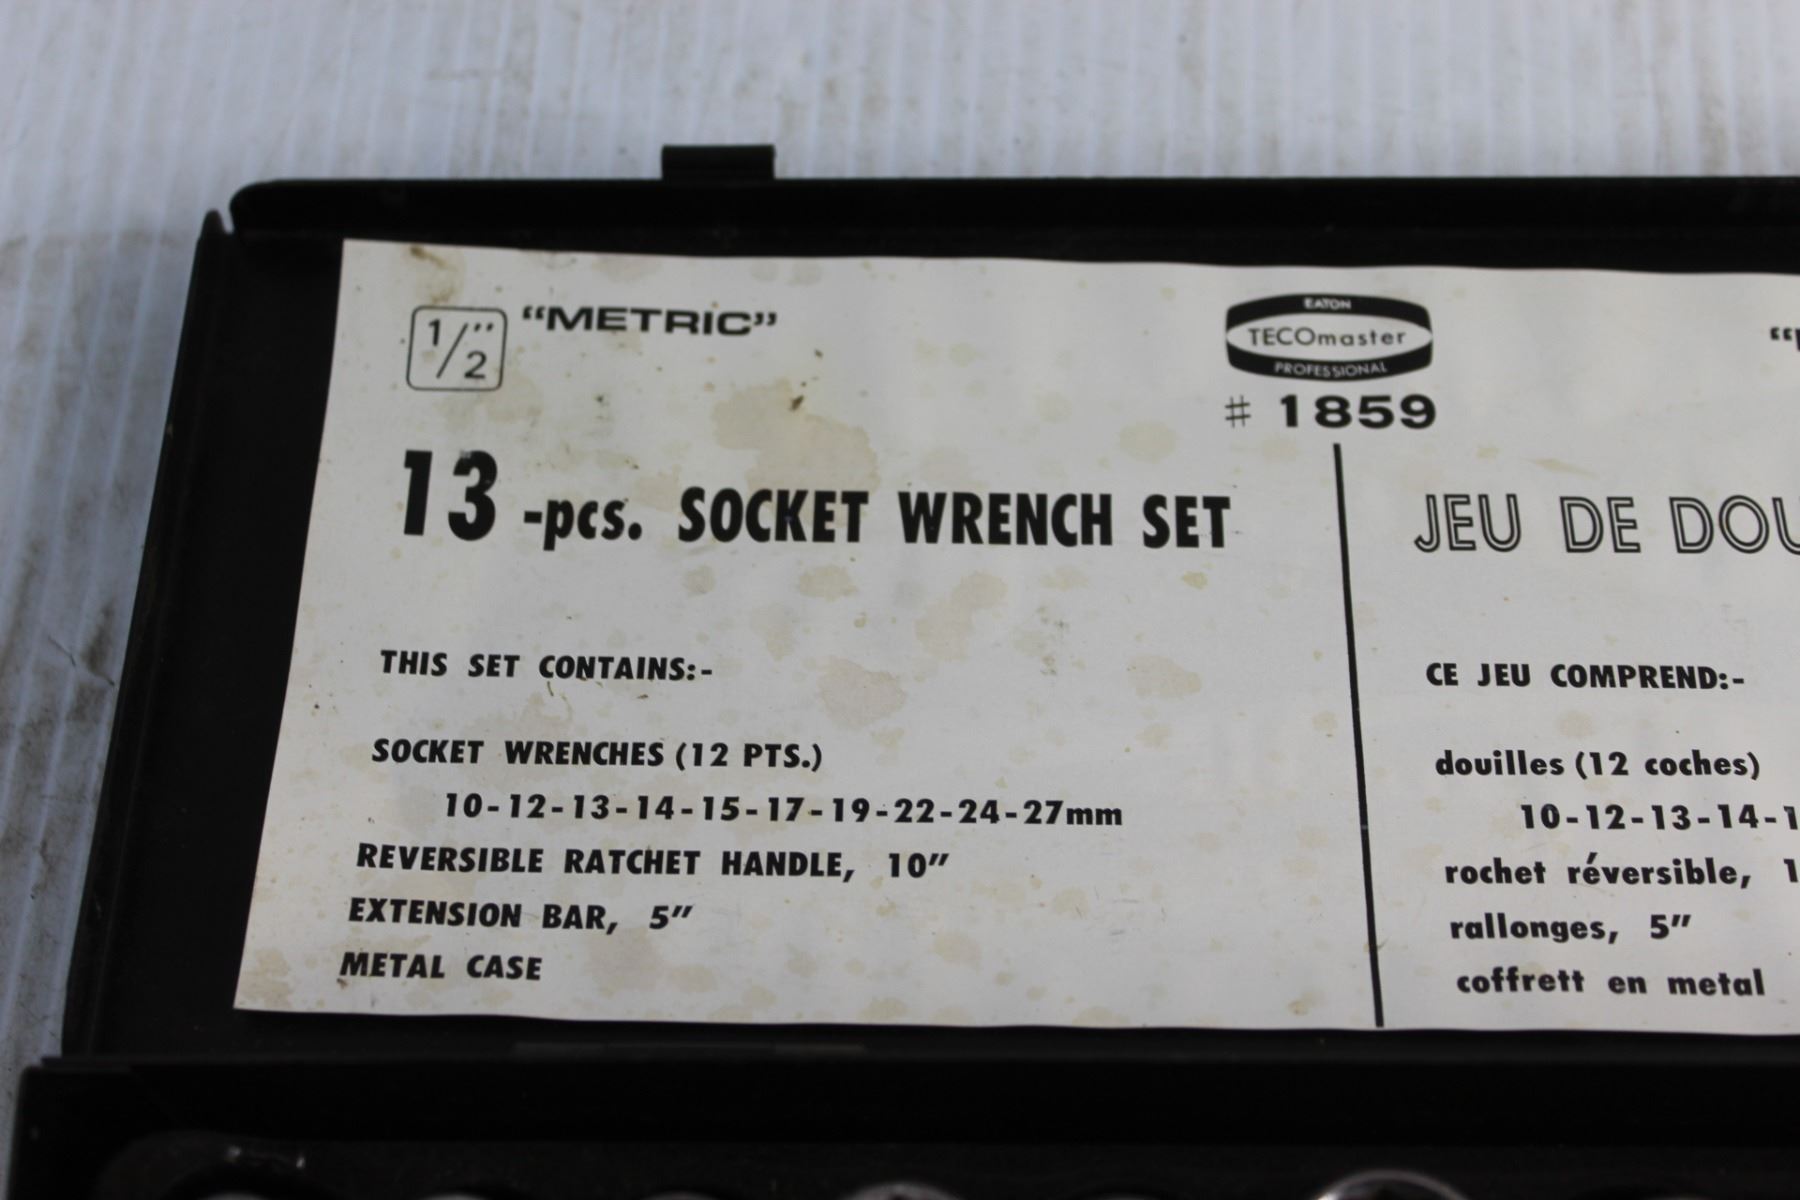 1/2" "METRIC"
EATON
TECOmaster
PROFESSIONAL
# 1859
13-pcs. SOCKET WRENCH SET
THIS SET CONTAINS:-
SOCKET WRENCHES (12 PTS.)
10-12-13-14-15-17-19-22-24-27mm
REVERSIBLE RATCHET HANDLE, 10"
EXTENSION BAR, 5"
METAL CASE
JEU DE
CE JEU COMPREND:-
douilles (12 coches)
10-12-13-14-
rochet réversible,
rallonges, 5"
coffrett en metal